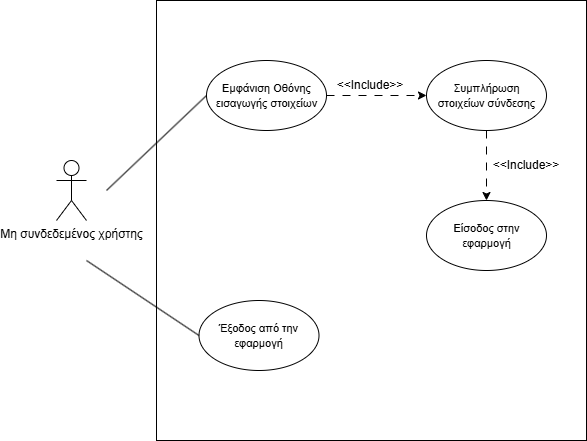 Εμφάνιση Οθόνης
εισαγωγής στοιχείων
<<Include>>
Συμπλήρωση
στοιχείων σύνδεσης
<<Include>>
Είσοδος στην
εφαρμογή
Μη συνδεδεμένος χρήστης
Έξοδος από την
εφαρμογή